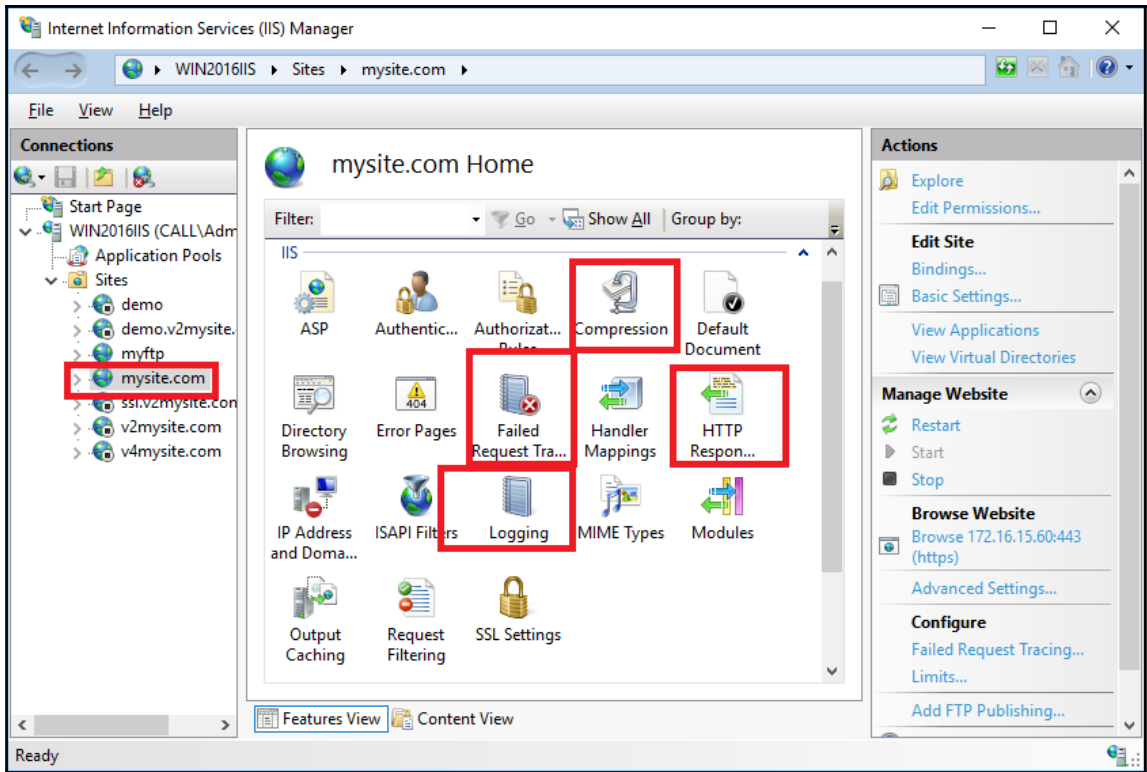 Internet Information Services (IIS) Manager
WIN2016IIS Sites mysite.com
File View Help
Connections
Start Page
WIN2016IIS (CALL\Adm
Application Pools
Sites
demo
demo.v2mysite.
myftp
mysite.com
ssl.v2mysite.con
v2mysite.com
v4mysite.com
mysite.com Home
Filter: Go Show All Group by:
IIS
ASP
Authentic...
Authorizat...
Rules
Compression
Default
Document
Directory
Browsing
Error Pages
404
Failed
Request Tra...
Handler
Mappings
HTTP
Respon...
IP Address
and Doma...
ISAPI Filters
Logging
MIME Types
Modules
Output
Caching
Request
Filtering
SSL Settings
Features View Content View
Actions
Explore
Edit Permissions...
Edit Site
Bindings...
Basic Settings...
View Applications
View Virtual Directories
Manage Website
Restart
Start
Stop
Browse Website
Browse 172.16.15.60:443
(https)
Advanced Settings...
Configure
Failed Request Tracing...
Limits...
Add FTP Publishing...
Ready